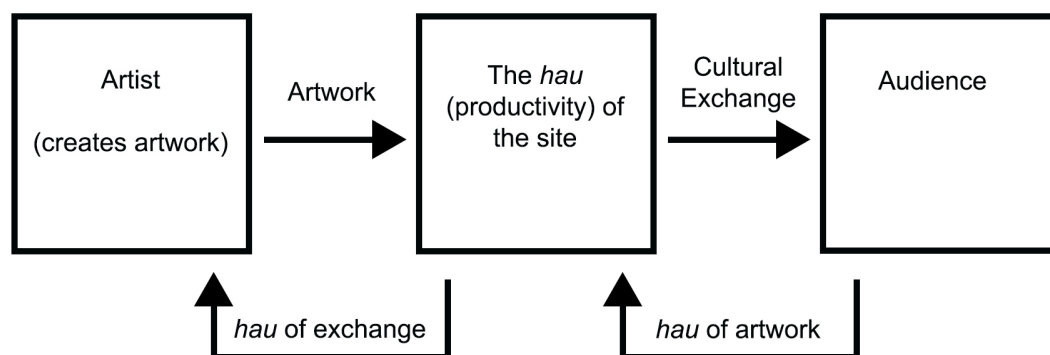 Artist
(creates artwork)
Artwork
The hau
(productivity) of
the site
Cultural
Exchange
Audience
hau of exchange
hau of artwork